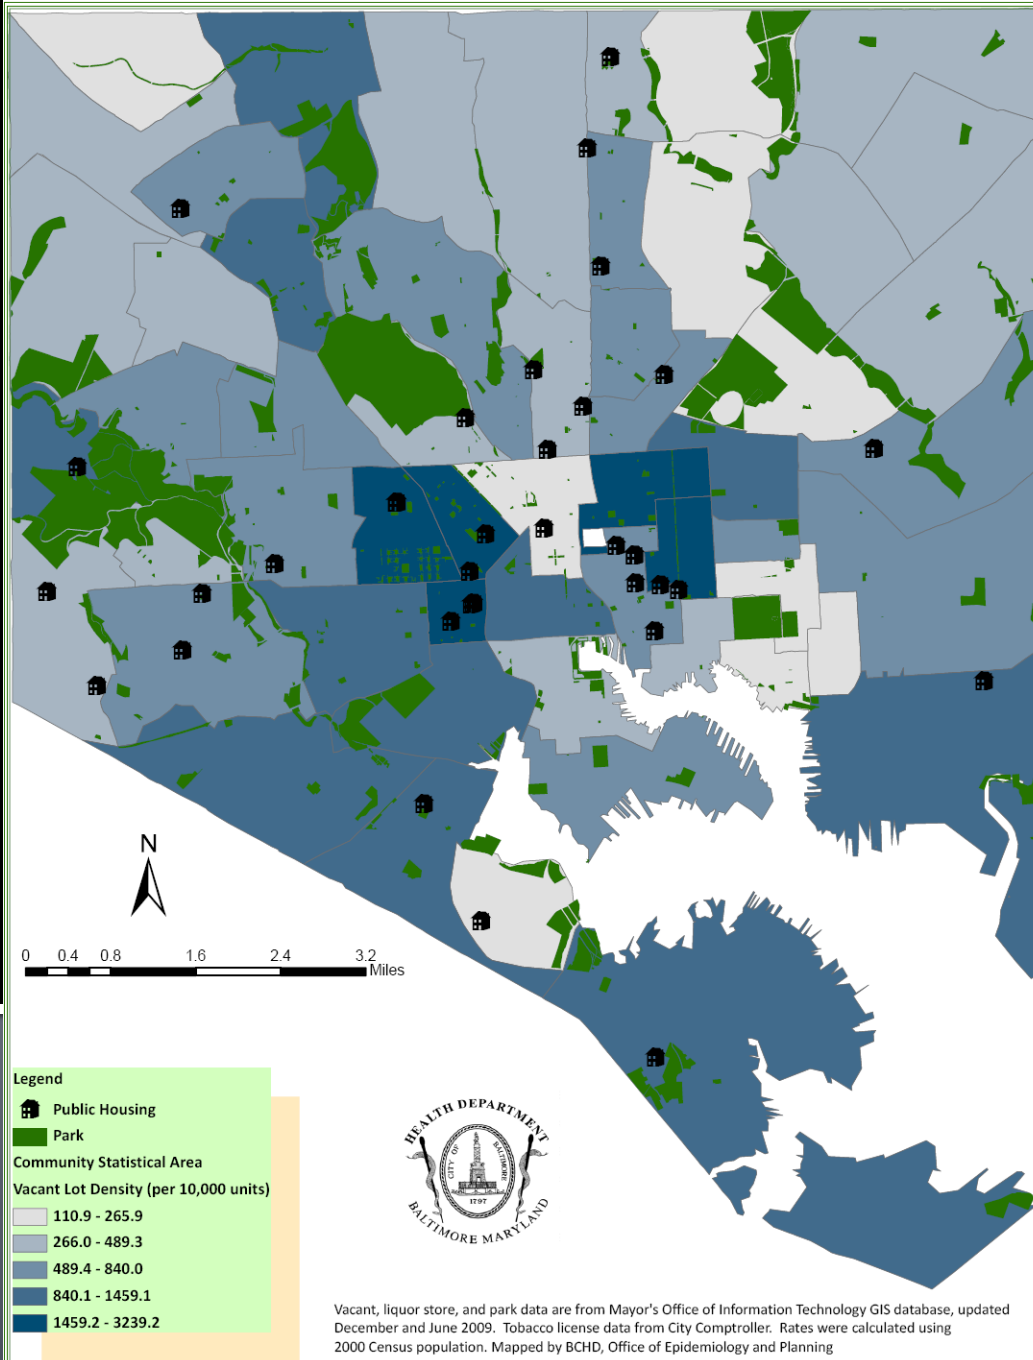 N
0 0.4 0.8 1.6 2.4 3.2
Miles
Legend
Public Housing
Park
Community Statistical Area
Vacant Lot Density (per 10,000 units)
110.9 - 265.9
266.0 - 489.3
489.4 - 840.0
840.1 - 1459.1
1459.2 - 3239.2
HEALTH DEPARTMENT
CITY OF BALTIMORE
1797
BALTIMORE MARYLAND
Vacant, liquor store, and park data are from Mayor's Office of Information Technology GIS database, updated
December and June 2009. Tobacco license data from City Comptroller. Rates were calculated using
2000 Census population. Mapped by BCHD, Office of Epidemiology and Planning